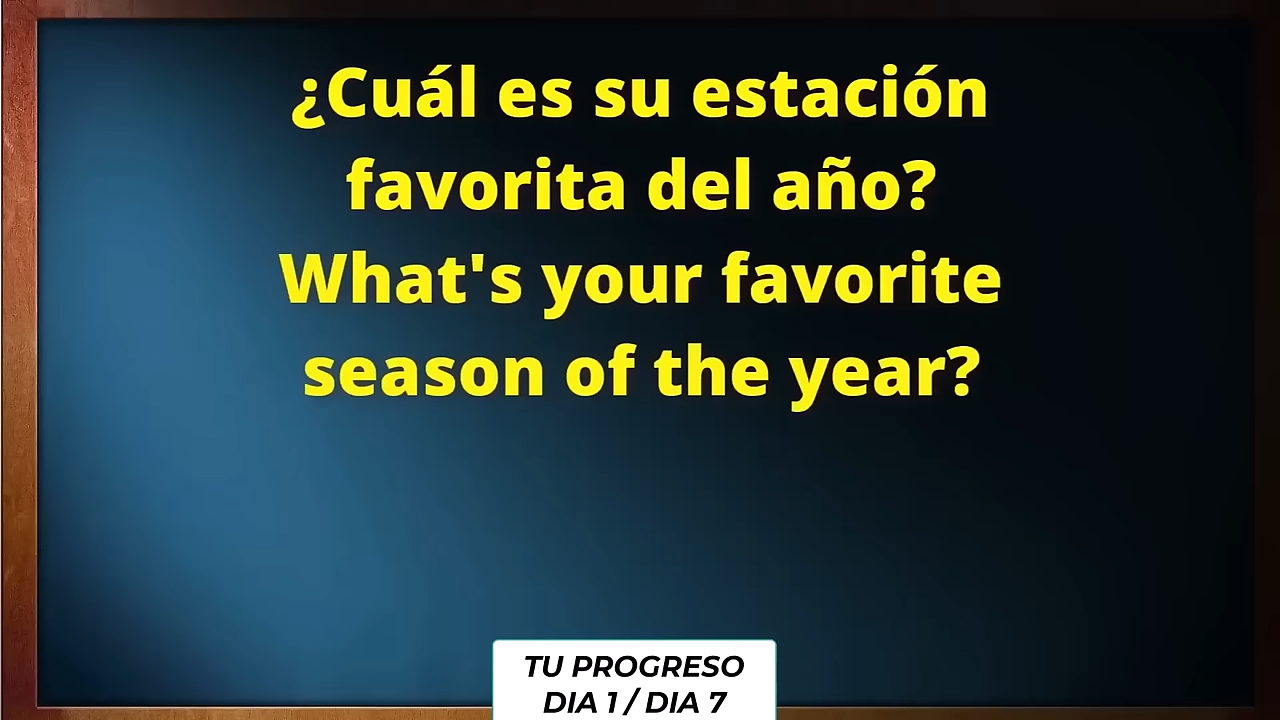 ¿Cuál es su estación
favorita del año?
What's your favorite
season of the year?
TU PROGRESO
DIA 1 / DIA 7